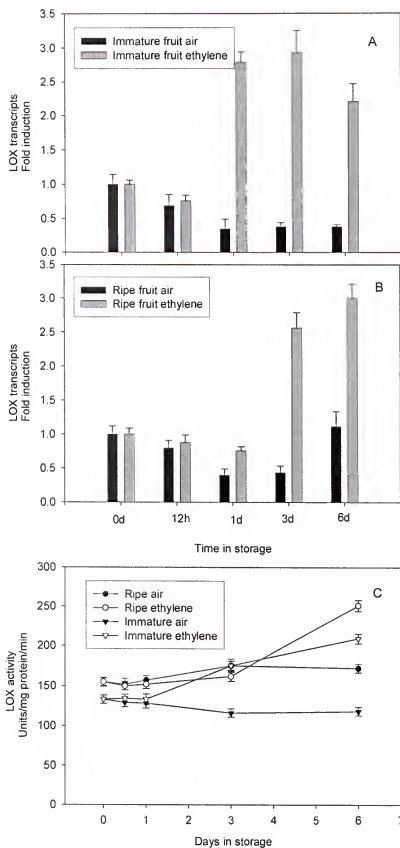 3.5
Immature fruit air
Immature fruit ethylene
A
3.0
2.5
2.0
1.5
1.0
0.5
0.0
LOX transcripts
Fold induction
3.5
Ripe fruit air
Ripe fruit ethylene
B
3.0
2.5
2.0
1.5
1.0
0.5
0.0
LOX transcripts
Fold induction
0d 12h 1d 3d 6d
Time in storage
300
Ripe air
Ripe ethylene
Immature air
Immature ethylene
C
250
200
150
100
50
0
LOX activity
Units/mg protein/min
0 1 2 3 4 5 6 7
Days in storage